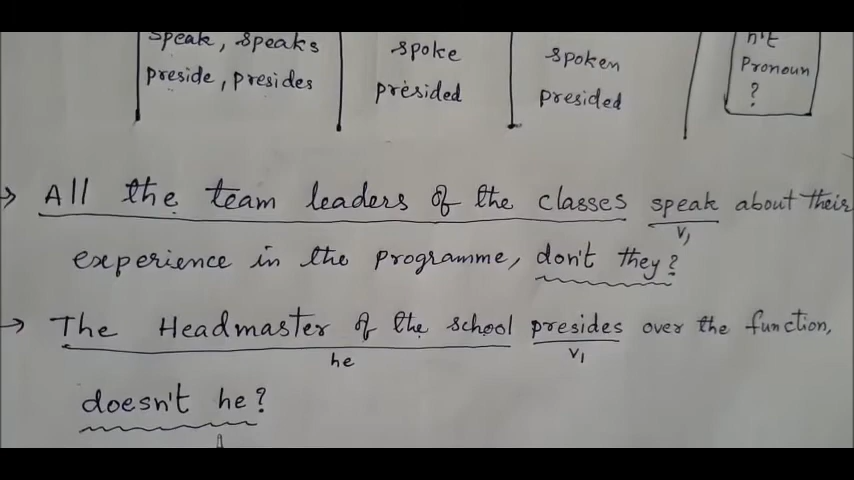 speak, speaks
spoke
spoken
n't
preside, presides
presided
presided
Pronoun
?
→ All the team leaders of the classes speak about their
V1
experience in the programme, don't they?
→ The Headmaster of the school presides over the function,
he
V1
doesn't he?